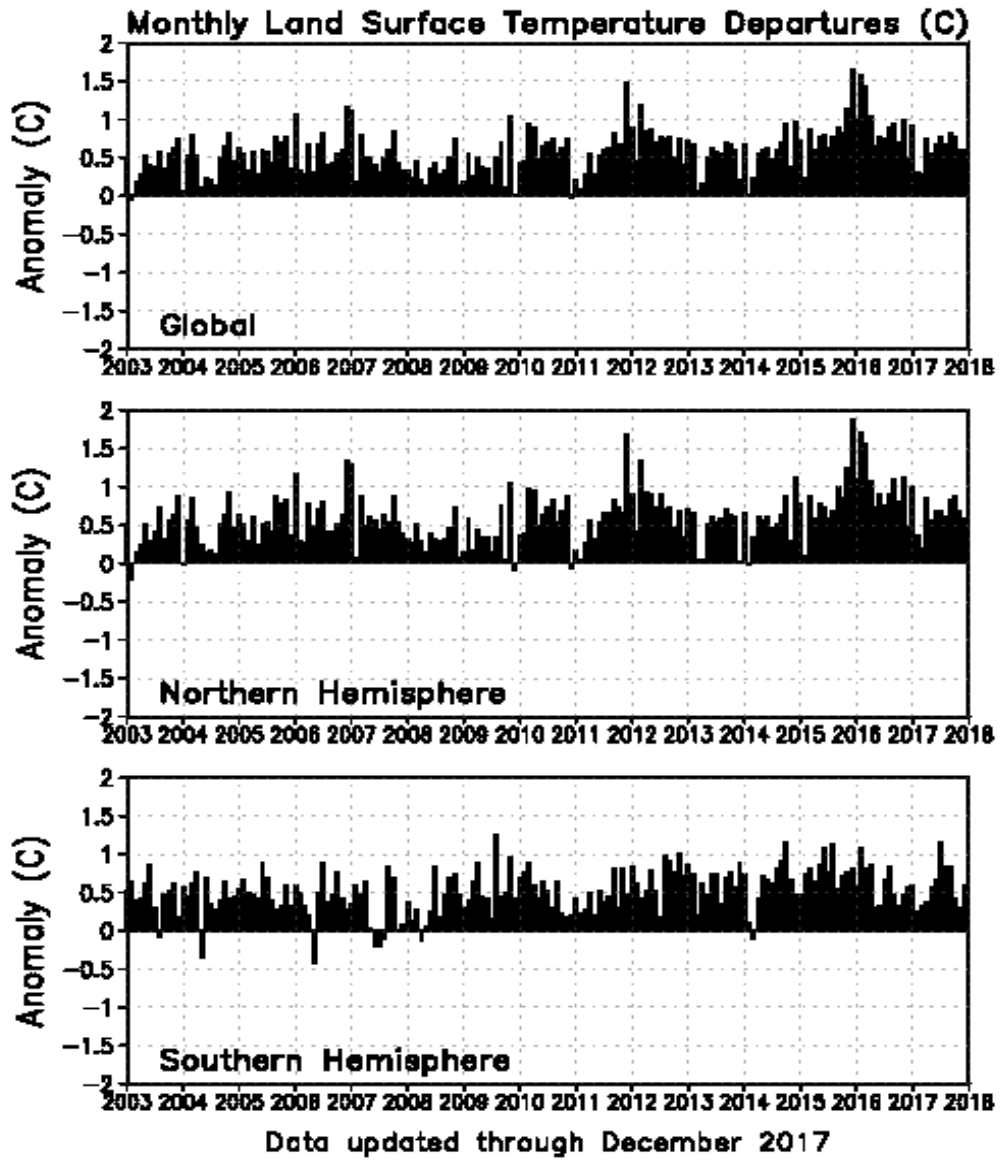 Monthly Land Surface Temperature Departures (C)
Anomaly (C)
2
1.5
1
0.5
0
−0.5
−1
−1.5
−2
Global
2003 2004 2005 2006 2007 2008 2009 2010 2011 2012 2013 2014 2015 2016 2017 2018
Anomaly (C)
2
1.5
1
0.5
0
−0.5
−1
−1.5
−2
Northern Hemisphere
2003 2004 2005 2006 2007 2008 2009 2010 2011 2012 2013 2014 2015 2016 2017 2018
Anomaly (C)
2
1.5
1
0.5
0
−0.5
−1
−1.5
−2
Southern Hemisphere
2003 2004 2005 2006 2007 2008 2009 2010 2011 2012 2013 2014 2015 2016 2017 2018
Data updated through December 2017